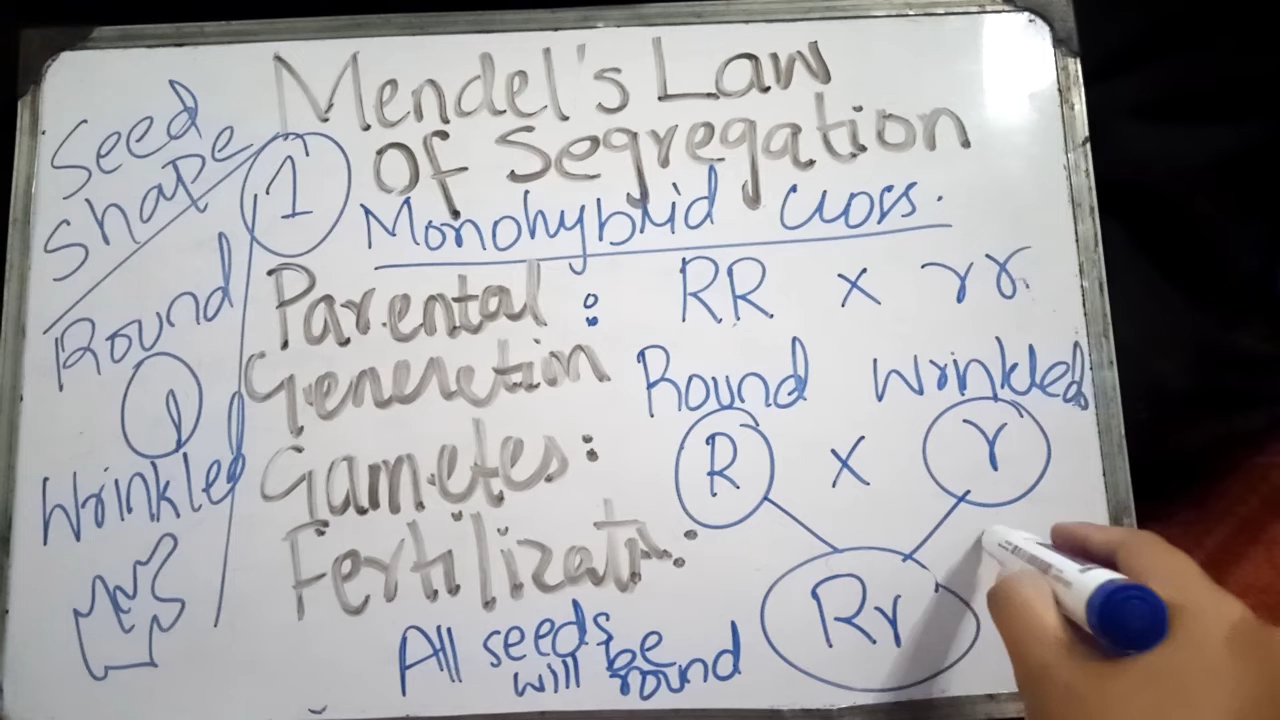 Mendel's Law
Of Segregation
Seed
Shape
1
Monohybrid Cross.
Round
Parental : RR x rr
Generetion
Round Wrinkled
Gametes: R x r
Wrinkled
Fertilizati.:
Rr
All seeds
will be
round